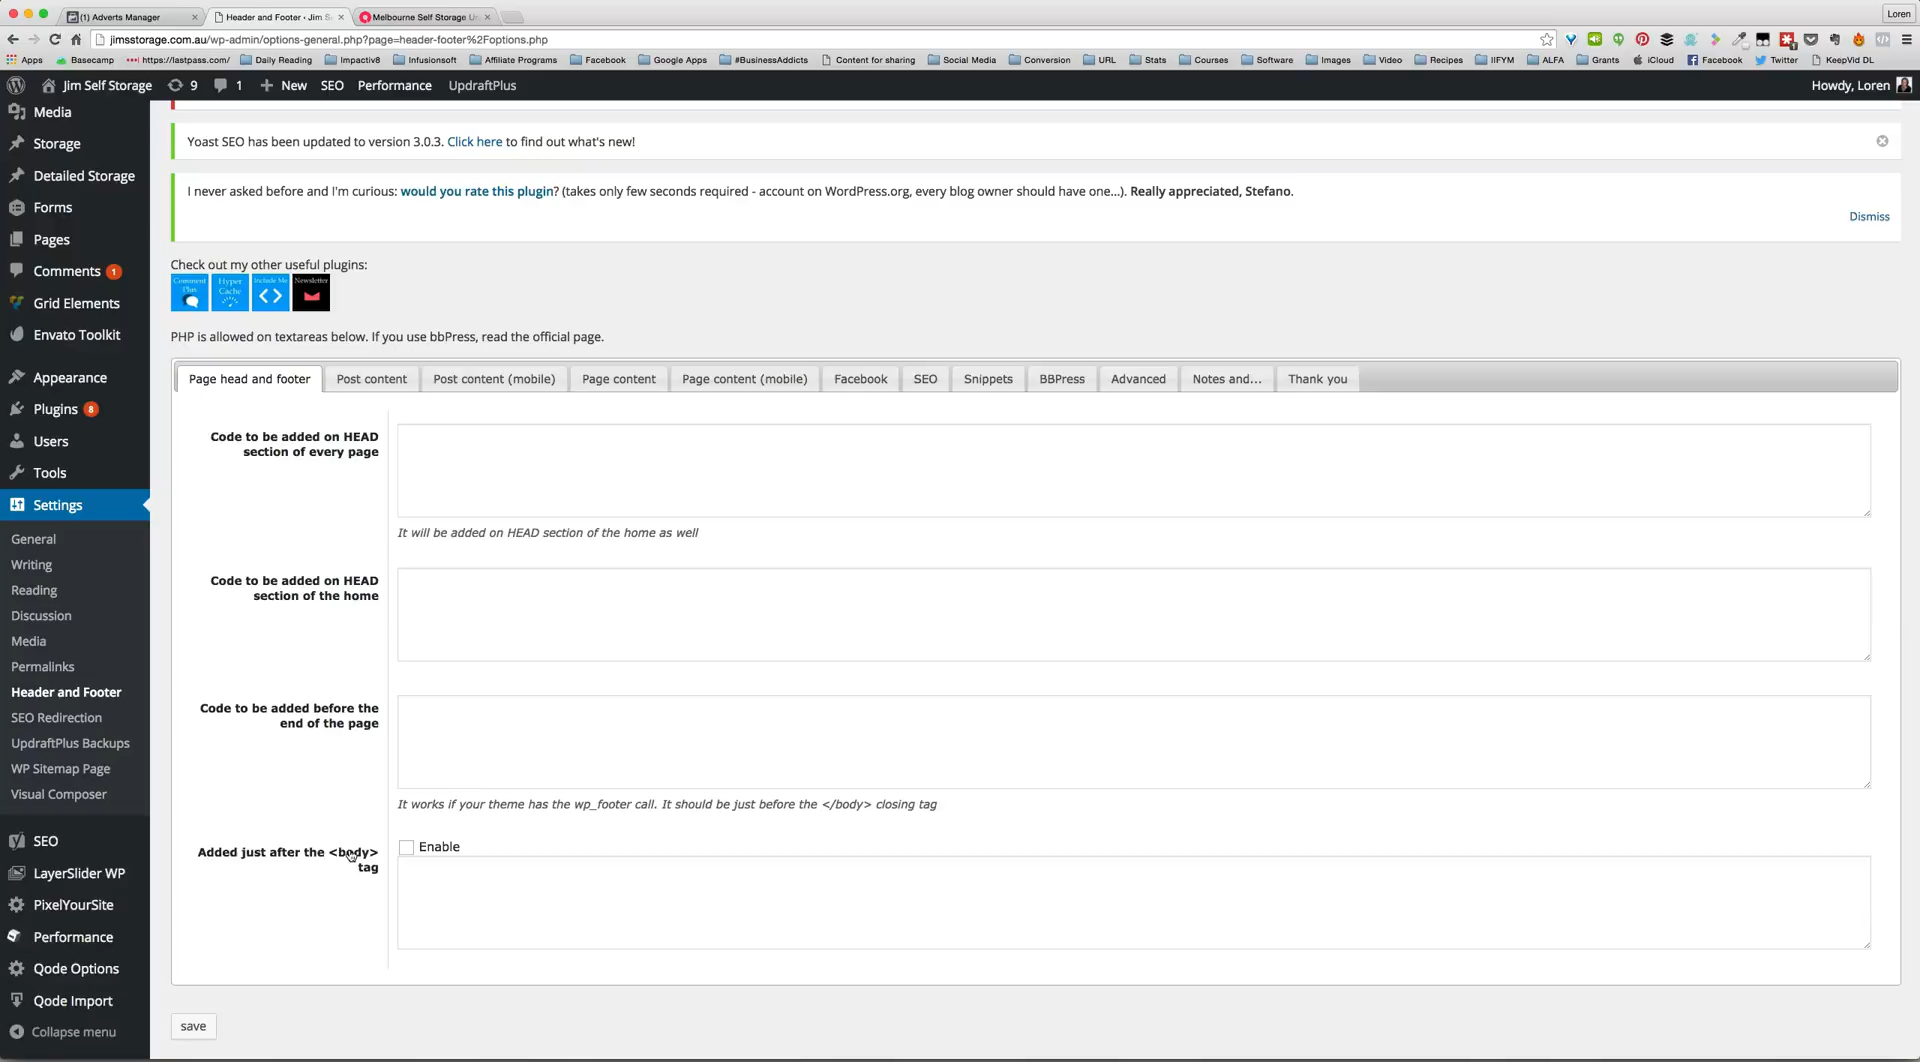 (1) Adverts Manager
Header and Footer ‹ Jim S
Melbourne Self Storage Un
Loren
jimsstorage.com.au/wp-admin/options-general.php?page=header-footer%2Foptions.php
Apps Basecamp https://lastpass.com/ Daily Reading Impactiv8 Infusionsoft Affiliate Programs Facebook Google Apps #BusinessAddicts Content for sharing Social Media Conversion URL Stats Courses Software Images Video Recipes IIFYM ALFA Grants iCloud Facebook Twitter KeepVid DL
Jim Self Storage 9 1 New SEO Performance UpdraftPlus
Howdy, Loren
Media
Storage
Detailed Storage
Forms
Pages
Comments 1
Grid Elements
Envato Toolkit
Appearance
Plugins 8
Users
Tools
Settings
General
Writing
Reading
Discussion
Media
Permalinks
Header and Footer
SEO Redirection
UpdraftPlus Backups
WP Sitemap Page
Visual Composer
SEO
LayerSlider WP
PixelYourSite
Performance
Qode Options
Qode Import
Collapse menu
Yoast SEO has been updated to version 3.0.3. Click here to find out what's new!
I never asked before and I'm curious: would you rate this plugin? (takes only few seconds required - account on WordPress.org, every blog owner should have one...). Really appreciated, Stefano.
Dismiss
Check out my other useful plugins:
Comment Plus
Hyper Cache
Include Me
Newsletter
PHP is allowed on textareas below. If you use bbPress, read the official page.
Page head and footer Post content Post content (mobile) Page content Page content (mobile) Facebook SEO Snippets BBPress Advanced Notes and... Thank you
Code to be added on HEAD
section of every page
It will be added on HEAD section of the home as well
Code to be added on HEAD
section of the home
Code to be added before the
end of the page
It works if your theme has the wp_footer call. It should be just before the </body> closing tag
Added just after the <body>
tag
Enable
save